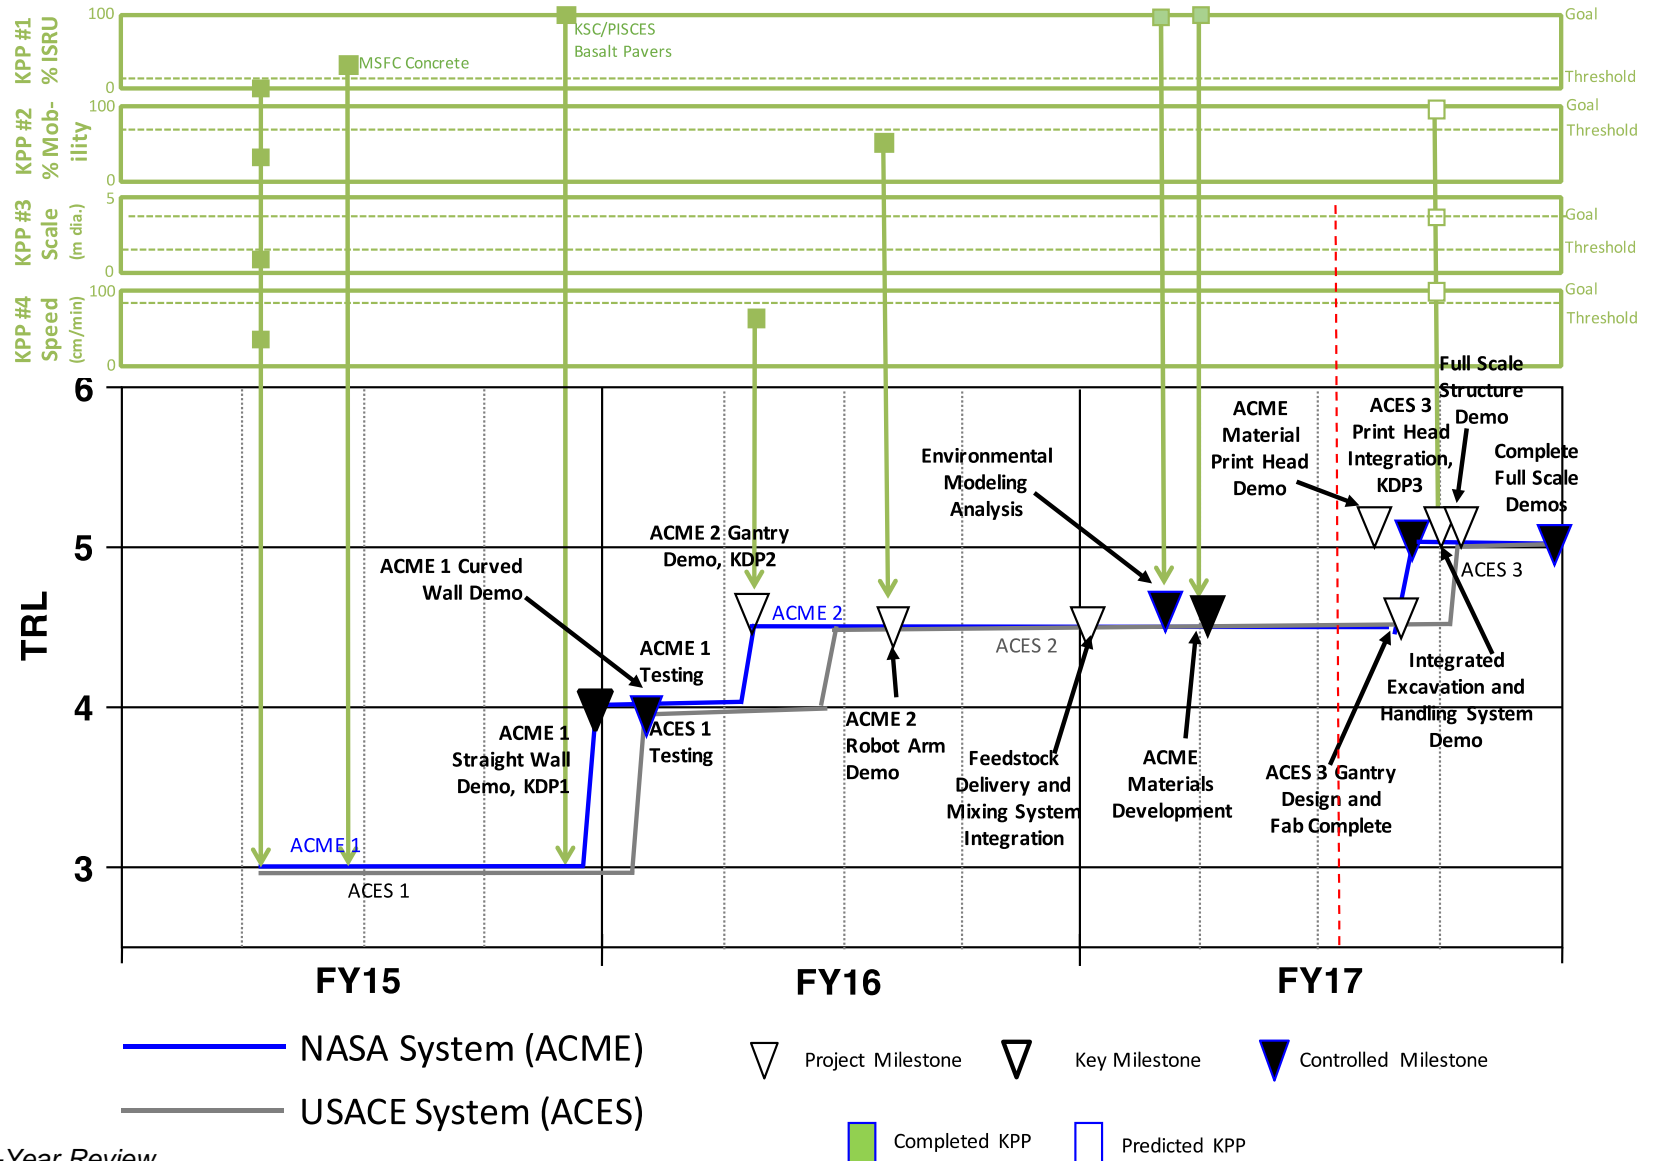 KPP #1
% ISRU
100
0
KSC/PISCES
Basalt Pavers
MSFC Concrete
Goal
Threshold
KPP #2
% Mob-
ility
100
0
Goal
Threshold
KPP #3
Scale
(m dia.)
5
0
Goal
Threshold
KPP #4
Speed
(cm/min)
100
0
Goal
Threshold
TRL
6
5
4
3
Full Scale
Structure
Demo
ACME
Material
Print Head
Demo
ACES 3
Print Head
Integration,
KDP3
Complete
Full Scale
Demos
Environmental
Modeling
Analysis
ACME 2 Gantry
Demo, KDP2
ACME 1 Curved
Wall Demo
ACES 3
ACME 2
ACES 2
ACME 1
Testing
ACES 1
Testing
ACME 1
Straight Wall
Demo, KDP1
ACME 2
Robot Arm
Demo
Feedstock
Delivery and
Mixing System
Integration
ACME
Materials
Development
Integrated
Excavation and
Handling System
Demo
ACES 3 Gantry
Design and
Fab Complete
ACME 1
ACES 1
FY15
FY16
FY17
NASA System (ACME)
USACE System (ACES)
Project Milestone
Key Milestone
Controlled Milestone
Completed KPP
Predicted KPP
-Year Review